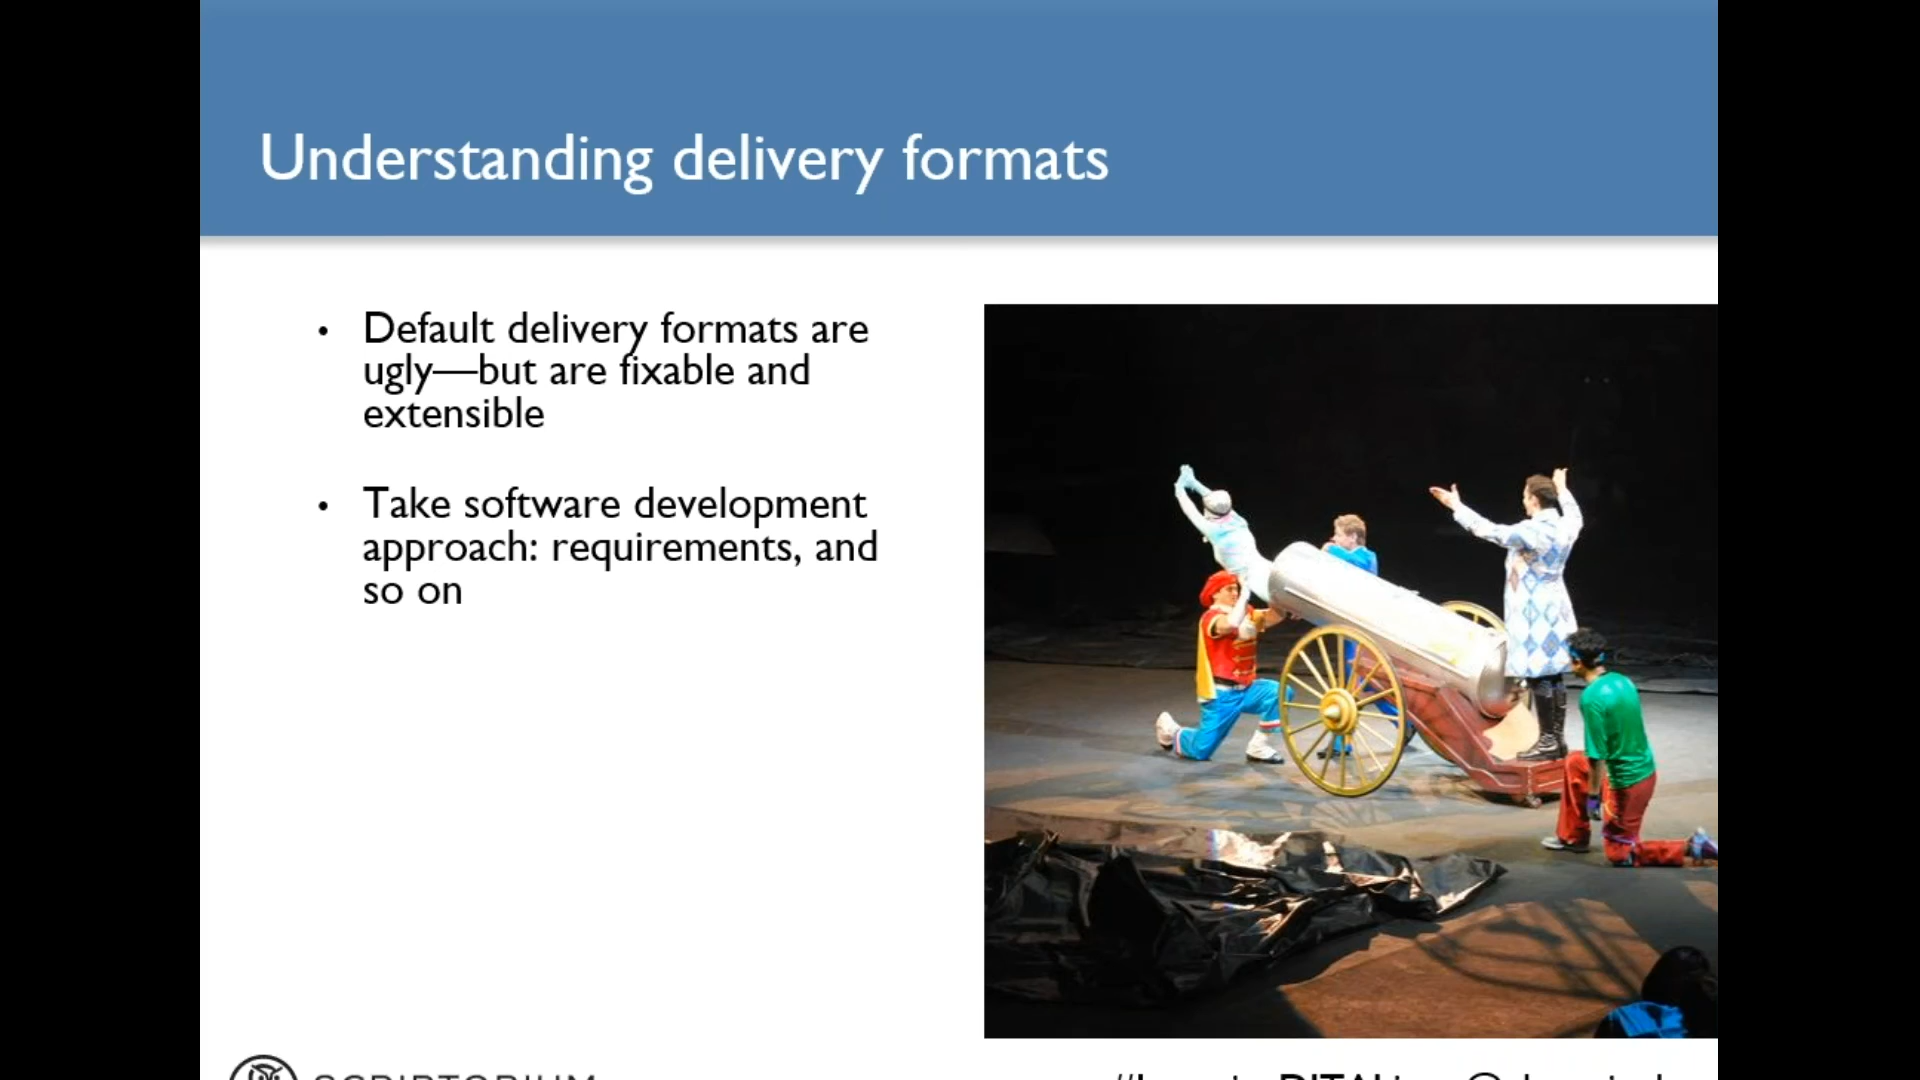 Understanding delivery formats
• Default delivery formats are
ugly—but are fixable and
extensible
• Take software development
approach: requirements, and
so on
SCRIPTORIUM